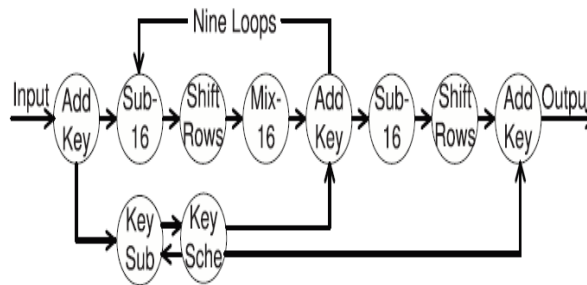 Nine Loops
Input
Add
Key
Sub-
16
Shift
Rows
Mix-
16
Add
Key
Sub-
16
Shift
Rows
Add
Key
Outpu
Key
Sub
Key
Sche